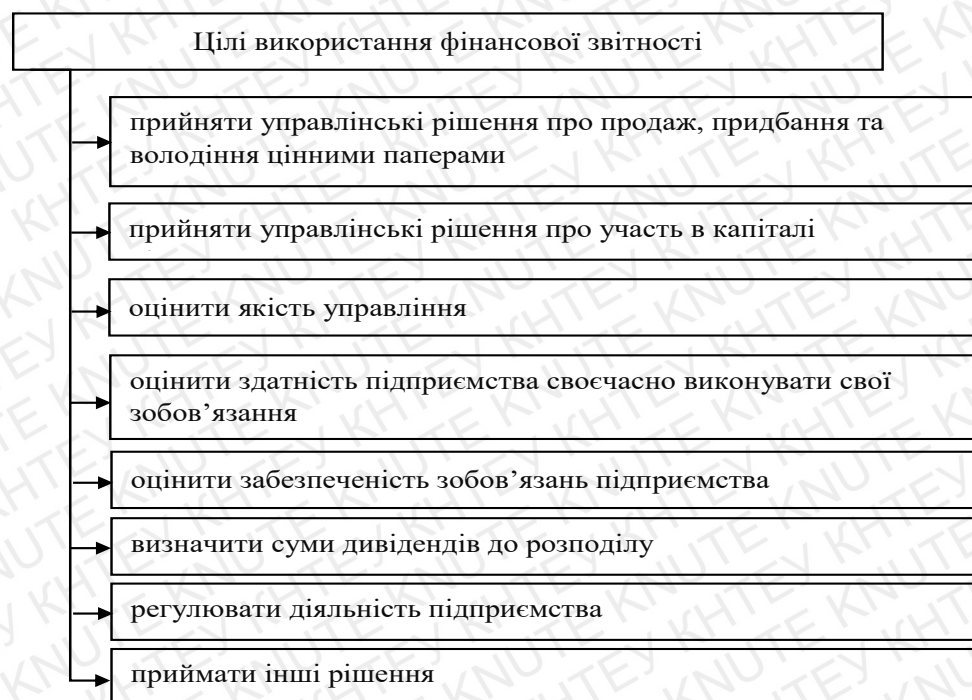 Цілі використання фінансової звітності
прийняти управлінські рішення про продаж, придбання та
володіння цінними паперами
прийняти управлінські рішення про участь в капіталі
оцінити якість управління
оцінити здатність підприємства своєчасно виконувати свої
зобов’язання
оцінити забезпеченість зобов’язань підприємства
визначити суми дивідендів до розподілу
регулювати діяльність підприємства
приймати інші рішення